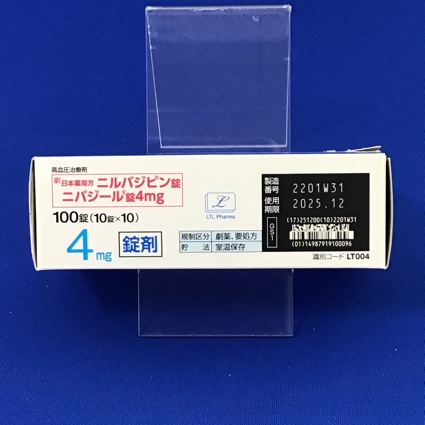 高血圧治療剤
劇 日本薬局方 ニルバジピン錠
ニバジール®錠4mg
100錠(10錠×10)
4mg 錠剤
LTL Pharma
規制区分 劇薬、要処方
貯法 室温保存
製造番号 2201W31
使用期限 2025.12
(17)251200(10)2201W31
GS1
(01)14987919100096
識別コード LT004